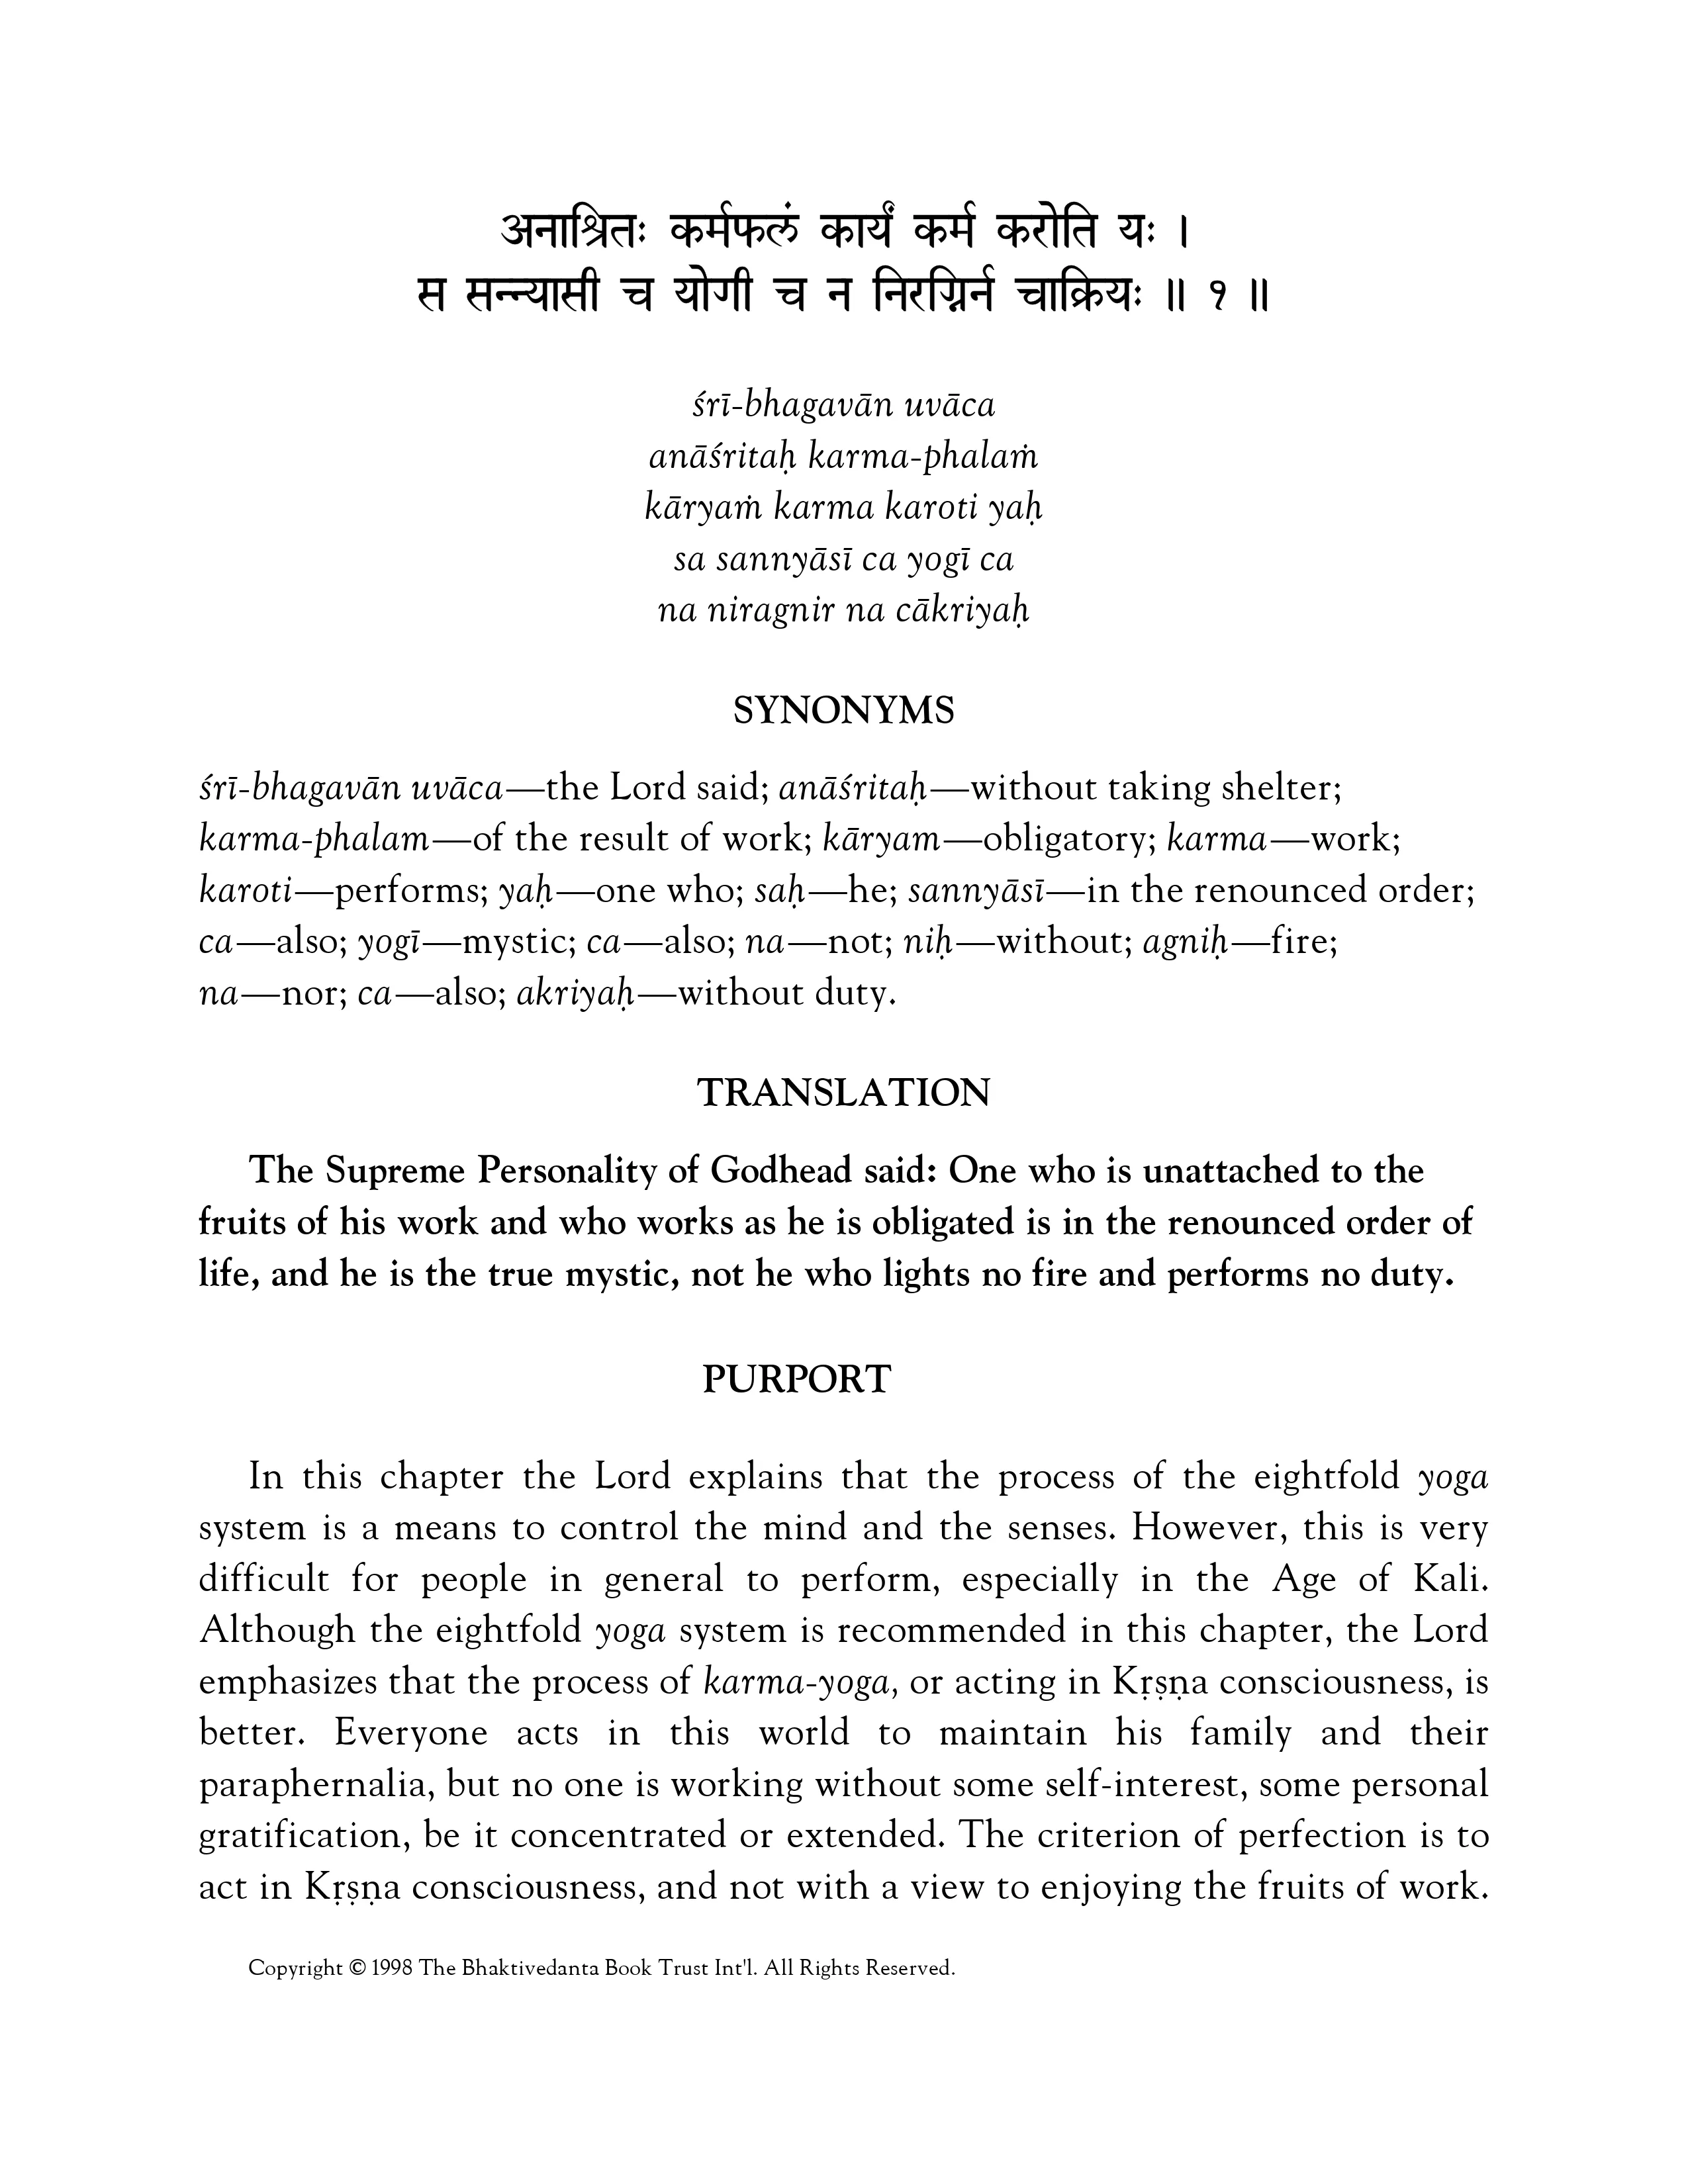 अनाश्रितः कर्मफलं कार्यं कर्म करोति यः ।
स सन्न्यासी च योगी च न निरग्निर्न चाक्रियः ॥ १ ॥
śrī-bhagavān uvāca
anāśritaḥ karma-phalaṁ
kāryaṁ karma karoti yaḥ
sa sannyāsī ca yogī ca
na niragnir na cākriyaḥ
SYNONYMS
śrī-bhagavān uvāca—the Lord said; anāśritaḥ—without taking shelter;
karma-phalam—of the result of work; kāryam—obligatory; karma—work;
karoti—performs; yaḥ—one who; saḥ—he; sannyāsī—in the renounced order;
ca—also; yogī—mystic; ca—also; na—not; niḥ—without; agniḥ—fire;
na—nor; ca—also; akriyaḥ—without duty.
TRANSLATION
The Supreme Personality of Godhead said: One who is unattached to the
fruits of his work and who works as he is obligated is in the renounced order of
life, and he is the true mystic, not he who lights no fire and performs no duty.
PURPORT
In this chapter the Lord explains that the process of the eightfold yoga
system is a means to control the mind and the senses. However, this is very
difficult for people in general to perform, especially in the Age of Kali.
Although the eightfold yoga system is recommended in this chapter, the Lord
emphasizes that the process of karma-yoga, or acting in Kṛṣṇa consciousness, is
better. Everyone acts in this world to maintain his family and their
paraphernalia, but no one is working without some self-interest, some personal
gratification, be it concentrated or extended. The criterion of perfection is to
act in Kṛṣṇa consciousness, and not with a view to enjoying the fruits of work.
Copyright © 1998 The Bhaktivedanta Book Trust Int'l. All Rights Reserved.